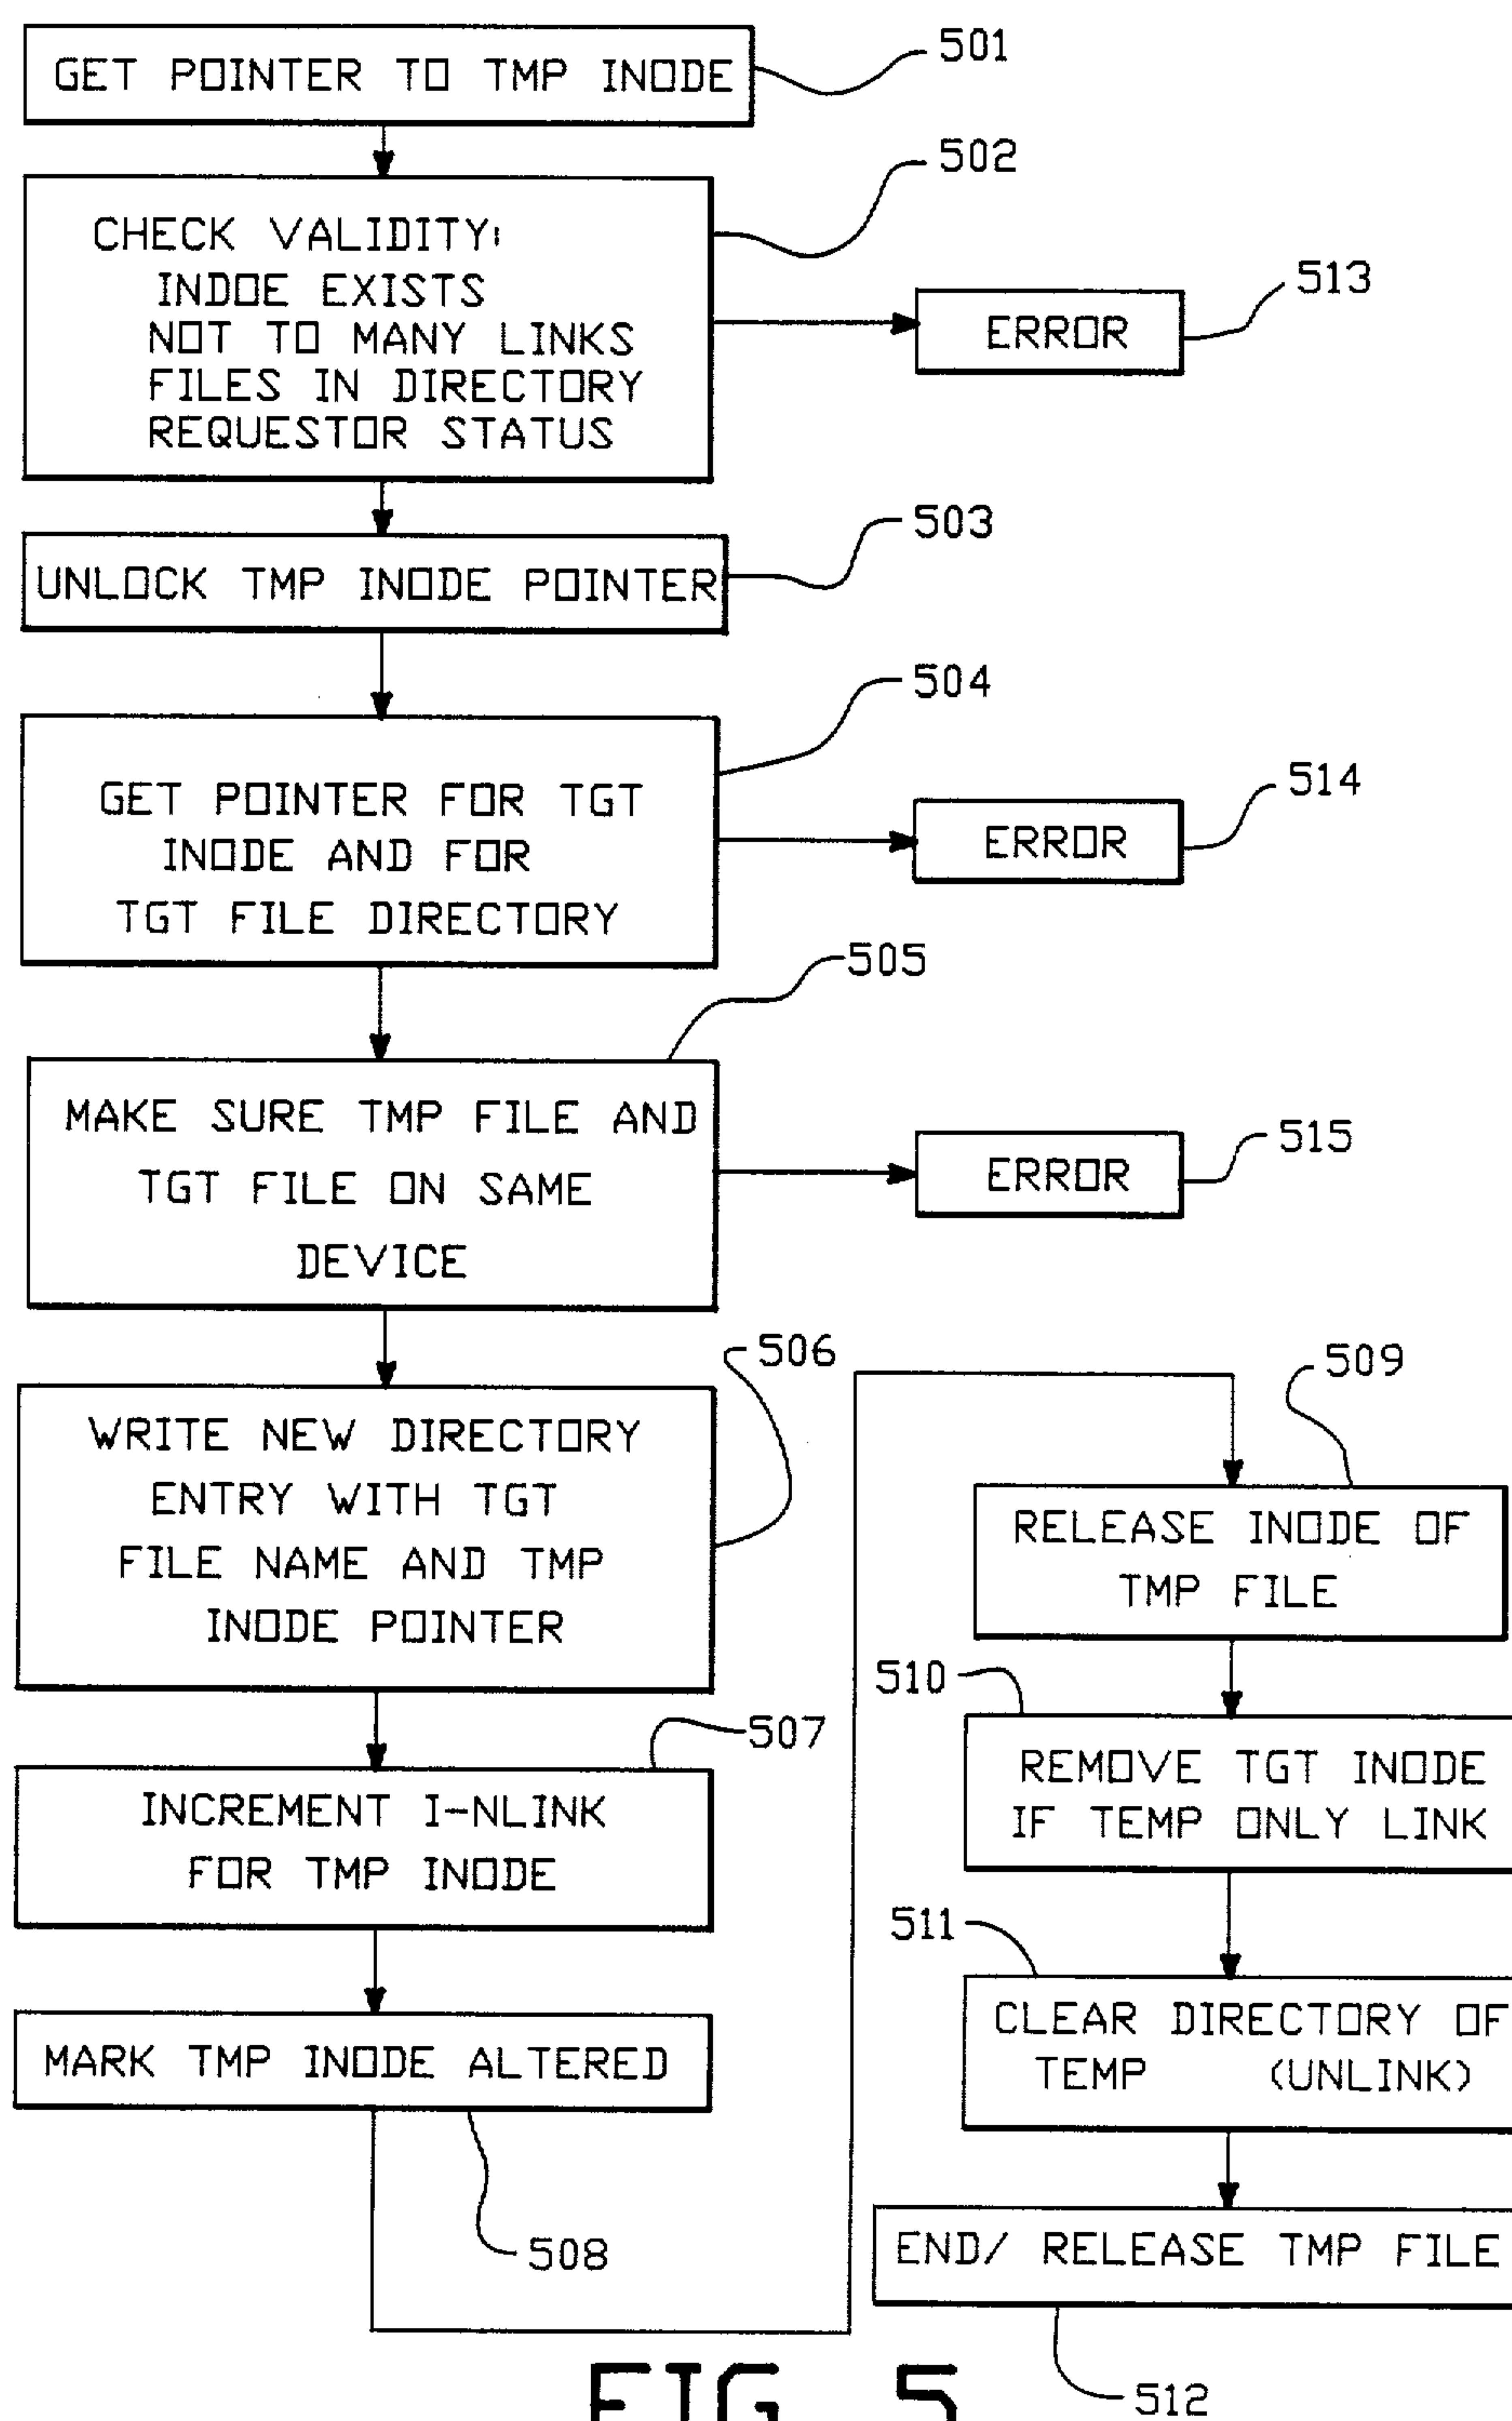 GET POINTER TO TMP INODE
501
CHECK VALIDITY:
INDOE EXISTS
NOT TO MANY LINKS
FILES IN DIRECTORY
REQUESTOR STATUS
502
ERROR
513
UNLOCK TMP INODE POINTER
503
GET POINTER FOR TGT
INODE AND FOR
TGT FILE DIRECTORY
504
ERROR
514
MAKE SURE TMP FILE AND
TGT FILE ON SAME
DEVICE
505
ERROR
515
WRITE NEW DIRECTORY
ENTRY WITH TGT
FILE NAME AND TMP
INODE POINTER
506
INCREMENT I-NLINK
FOR TMP INODE
507
MARK TMP INODE ALTERED
508
RELEASE INODE OF
TMP FILE
509
REMOVE TGT INODE
IF TEMP ONLY LINK
510
CLEAR DIRECTORY OF
TEMP (UNLINK)
511
END/ RELEASE TMP FILE
512
FIG 5